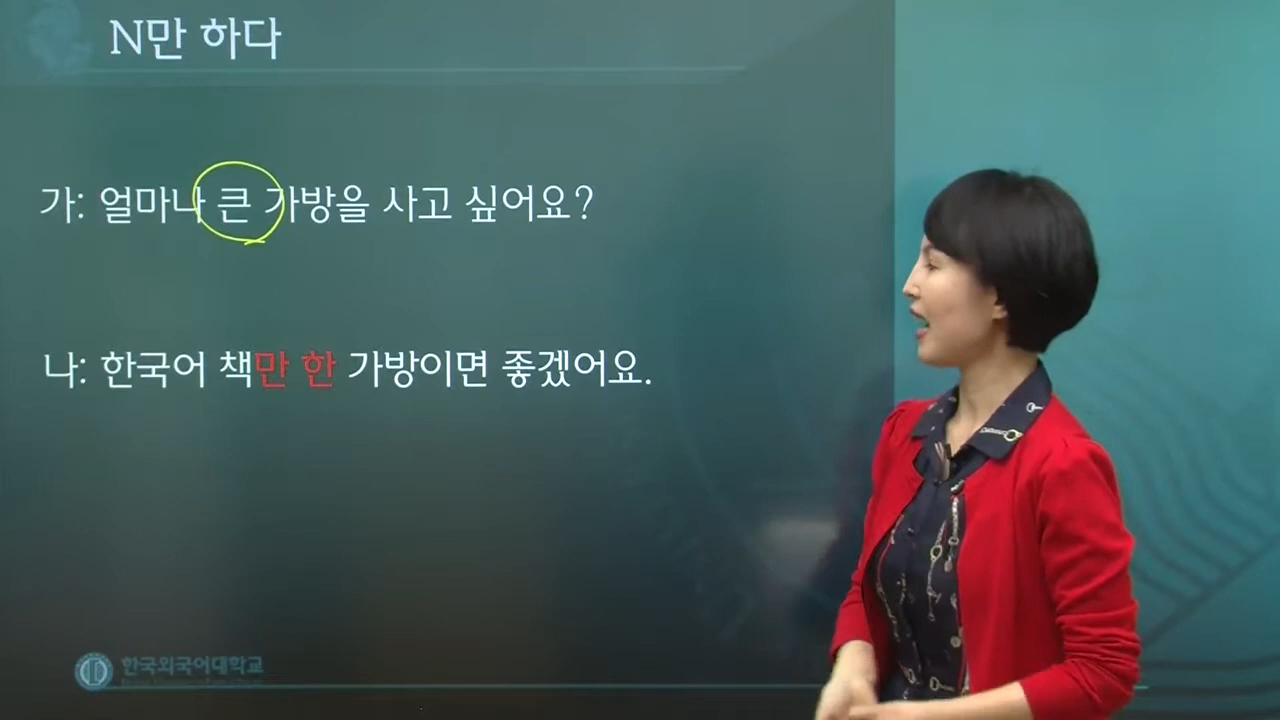 N만 하다
가: 얼마나 큰 가방을 사고 싶어요?
나: 한국어 책만 한 가방이면 좋겠어요.
한국외국어대학교